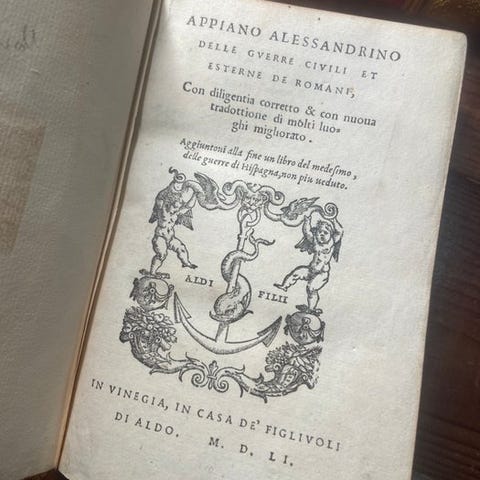 APPIANO ALESSANDRINO
DELLE GVERRE CIVILI ET
ESTERNE DE ROMANI,
Con diligentia corretto & con nuoua
tradottione di molti luo-
ghi migliorato.
Aggiuntoui alla fine un libro del medesimo,
delle guerre di Hispagna, non piu ueduto.
ALDI FILII
IN VINEGIA, IN CASA DE' FIGLIVOLI
DI ALDO. M. D. LI.